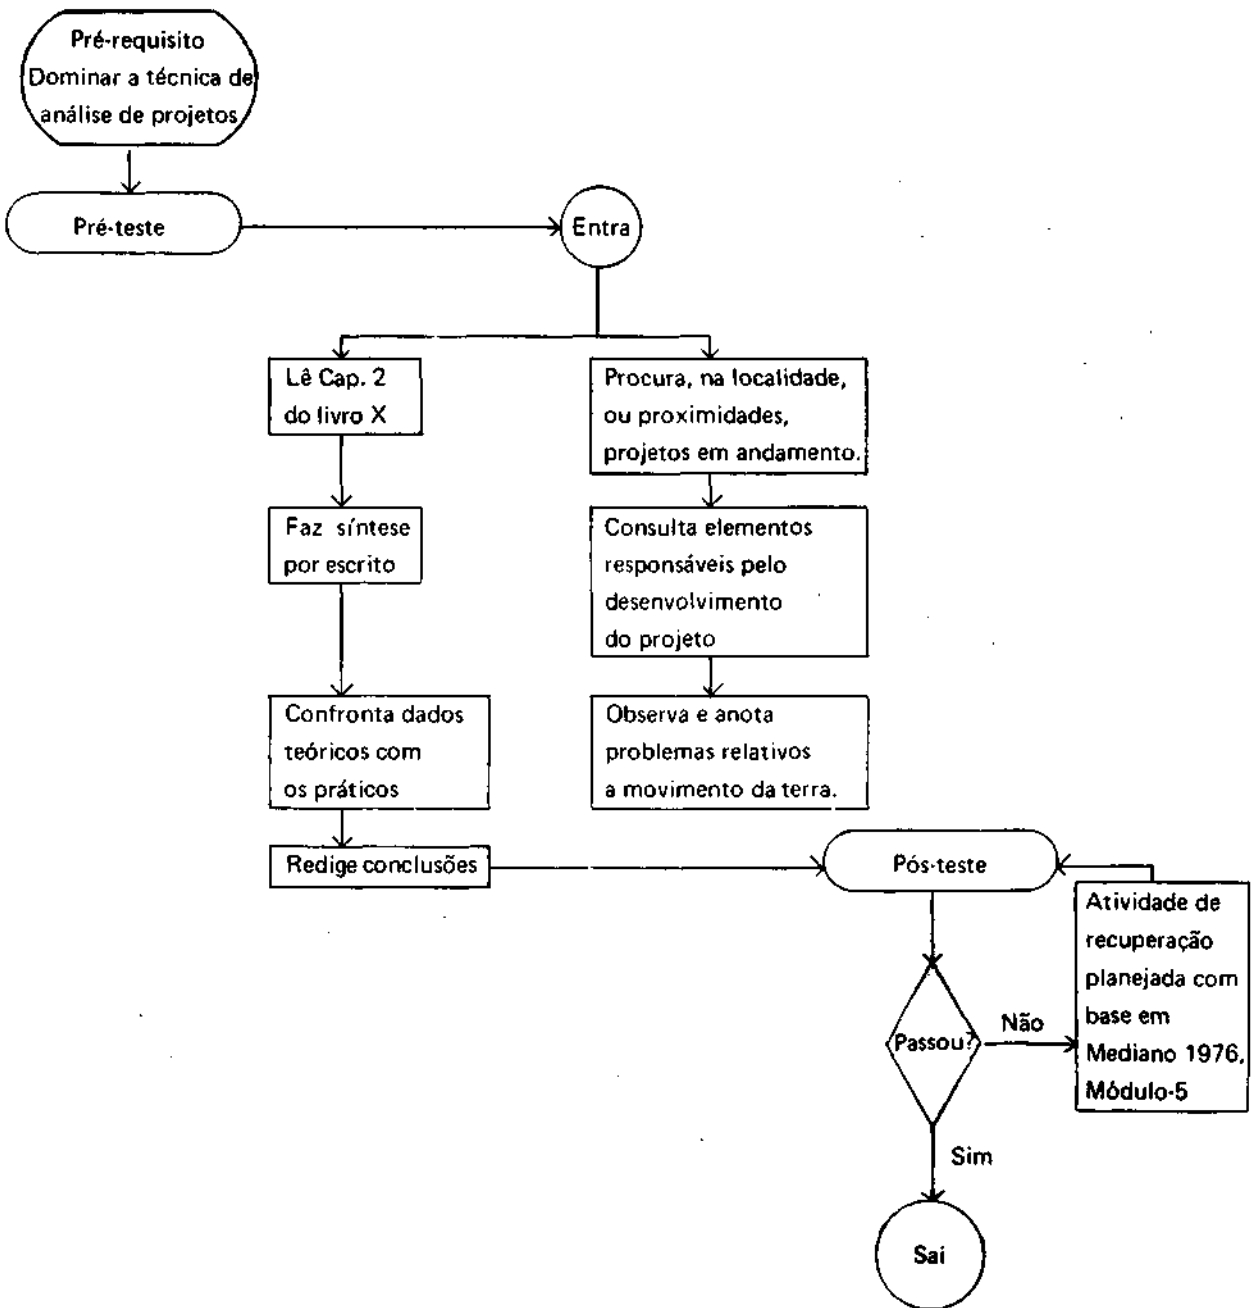 Pré-requisito
Dominar a técnica de
análise de projetos
Pré-teste
Entra
Lê Cap. 2
do livro X
Procura, na localidade,
ou proximidades,
projetos em andamento.
Faz síntese
por escrito
Consulta elementos
responsáveis pelo
desenvolvimento
do projeto
Confronta dados
teóricos com
os práticos
Observa e anota
problemas relativos
a movimento da terra.
Redige conclusões
Pós-teste
Atividade de
recuperação
planejada com
base em
Mediano 1976,
Módulo-5
Passou?
Não
Sim
Sai